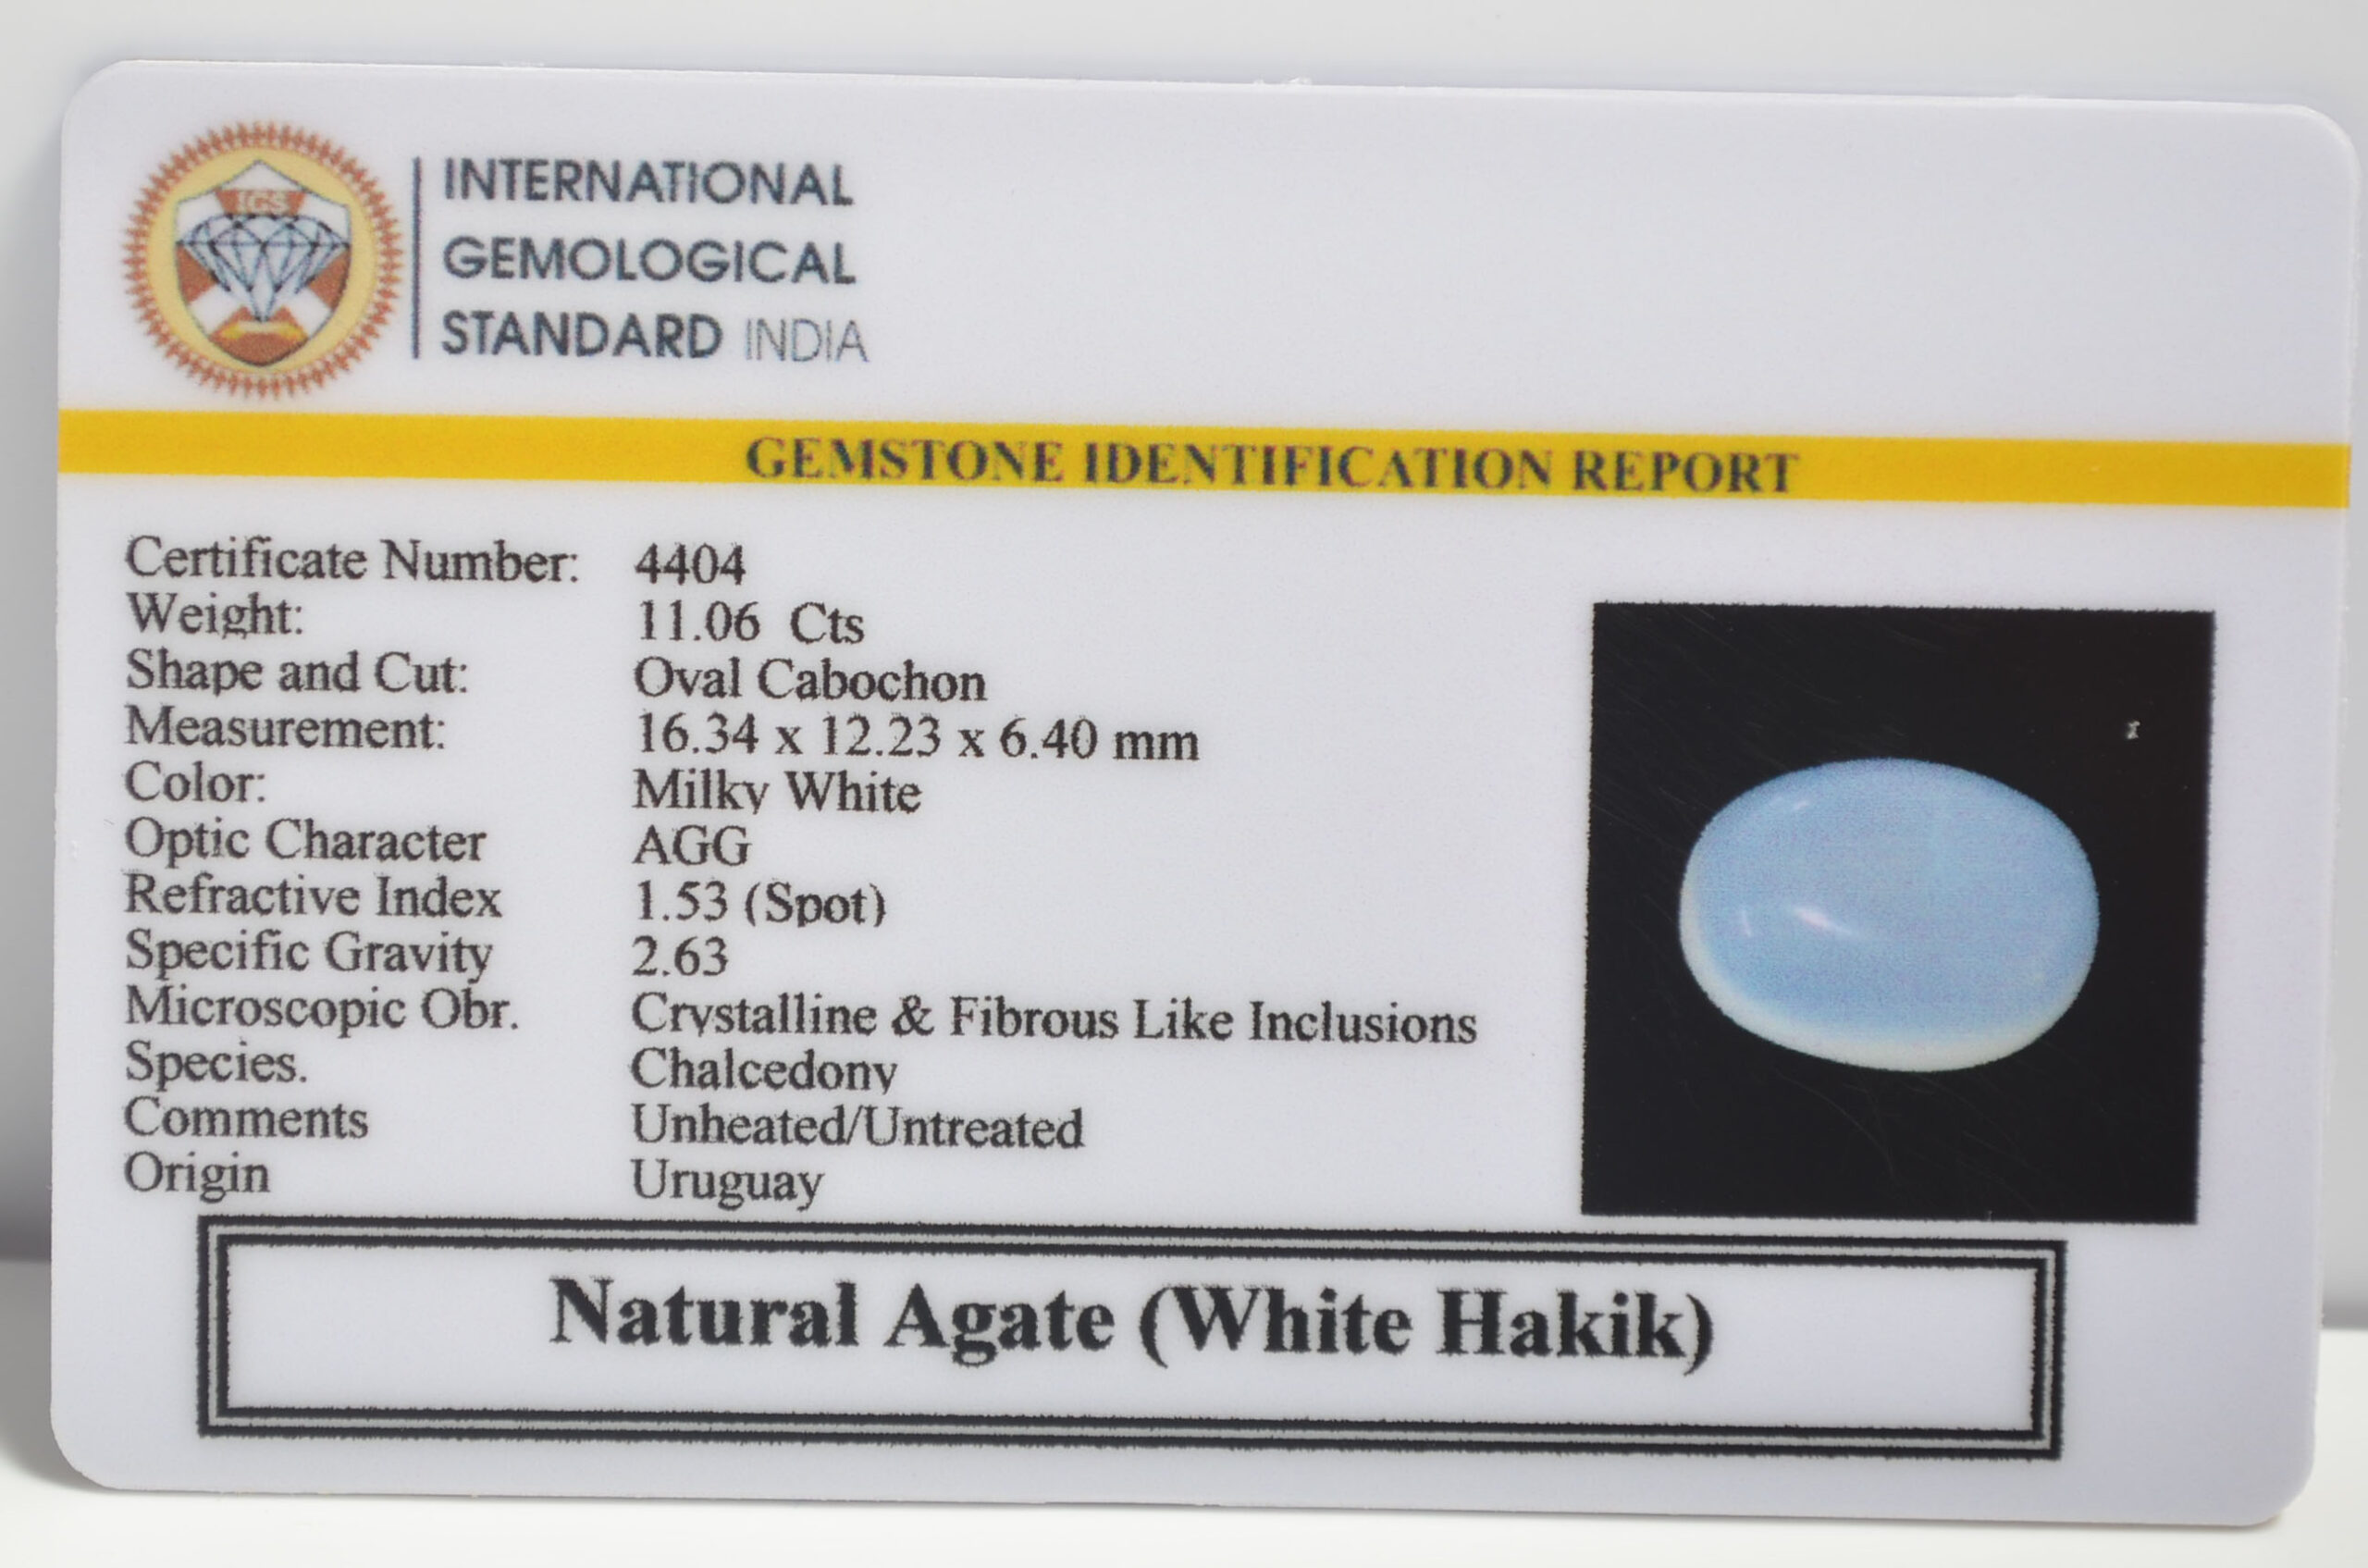 IGS
INTERNATIONAL
GEMOLOGICAL
STANDARD INDIA
GEMSTONE IDENTIFICATION REPORT
Certificate Number: 4404
Weight: 11.06 Cts
Shape and Cut: Oval Cabochon
Measurement: 16.34 x 12.23 x 6.40 mm
Color: Milky White
Optic Character AGG
Refractive Index 1.53 (Spot)
Specific Gravity 2.63
Microscopic Obr. Crystalline & Fibrous Like Inclusions
Species. Chalcedony
Comments Unheated/Untreated
Origin Uruguay
Natural Agate (White Hakik)